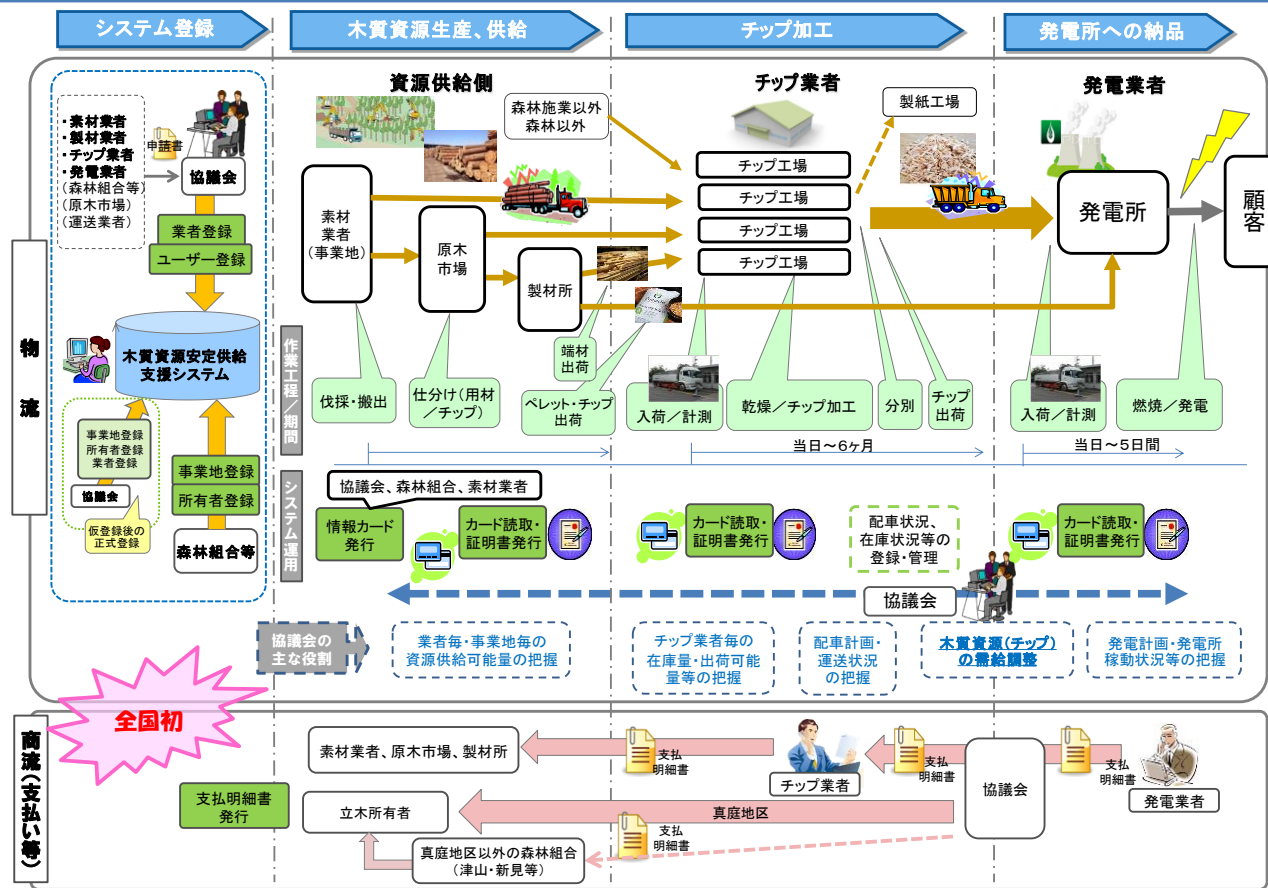 システム登録
木質資源生産、供給
チップ加工
発電所への納品
物流
・素材業者
・製材業者
・チップ業者
・発電業者
(森林組合等)
(原木市場)
(運送業者)
申請書
協議会
業者登録
ユーザー登録
木質資源安定供給
支援システム
事業地登録
所有者登録
業者登録
協議会
仮登録後の
正式登録
事業地登録
所有者登録
森林組合等
資源供給側
チップ業者
発電業者
森林施業以外
森林以外
製紙工場
素材
業者
(事業地)
原木
市場
製材所
チップ工場
チップ工場
チップ工場
チップ工場
発電所
顧客
作業工程/期間
伐採・搬出
仕分け(用材
/チップ)
端材
出荷
ペレット・チップ
出荷
入荷/計測
乾燥/チップ加工
分別
チップ
出荷
入荷/計測
燃焼/発電
当日~6ヶ月
当日~5日間
システム運用
協議会、森林組合、素材業者
情報カード
発行
カード読取・
証明書発行
カード読取・
証明書発行
配車状況、
在庫状況等の
登録・管理
カード読取・
証明書発行
協議会
協議会の
主な役割
業者毎・事業地毎の
資源供給可能量の把握
チップ業者毎の
在庫量・出荷可能
量等の把握
配車計画・
運送状況
の把握
木質資源(チップ)
の需給調整
発電計画・発電所
稼動状況等の把握
全国初
商流(支払い等)
支払明細書
発行
素材業者、原木市場、製材所
支払
明細書
チップ業者
支払
明細書
協議会
支払
明細書
発電業者
立木所有者
真庭地区
支払
明細書
真庭地区以外の森林組合
(津山・新見等)